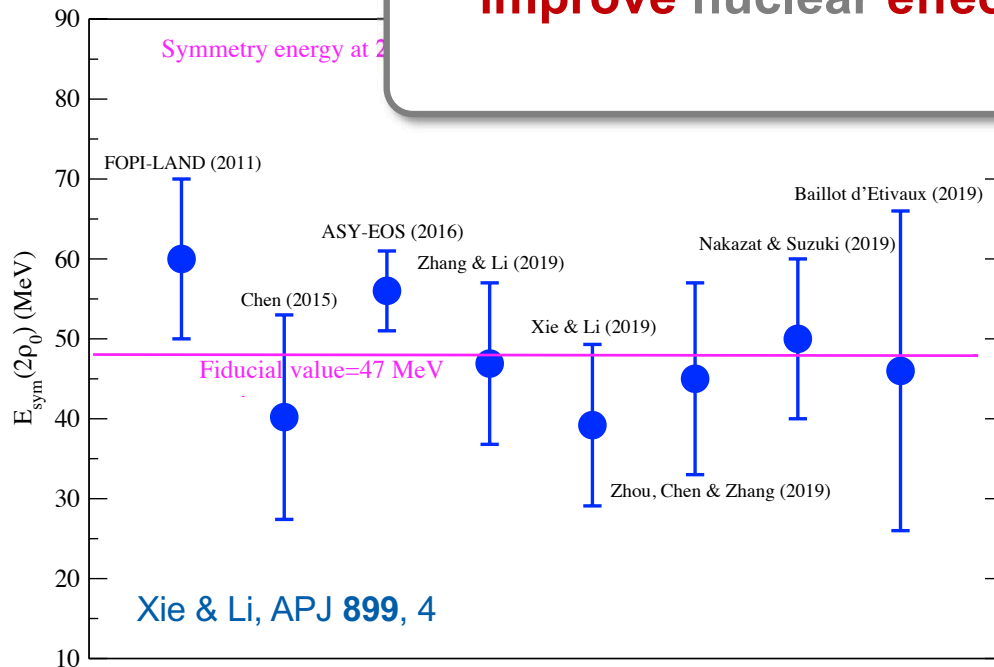 improve nuclear
90
Symmetry energy at
80
FOPI-LAND (2011)
70
Baillot d'Etivaux (2019)
ASY-EOS (2016)
Nakazat & Suzuki (2019)
60
Zhang & Li (2019)
Xie & Li (2019)
Chen (2015)
50
Fiducial value=47 MeV
40
Zhou, Chen & Zhang (2019)
30
20
Xie & Li, APJ 899, 4
10
E_sym(2ρ_0) (MeV)